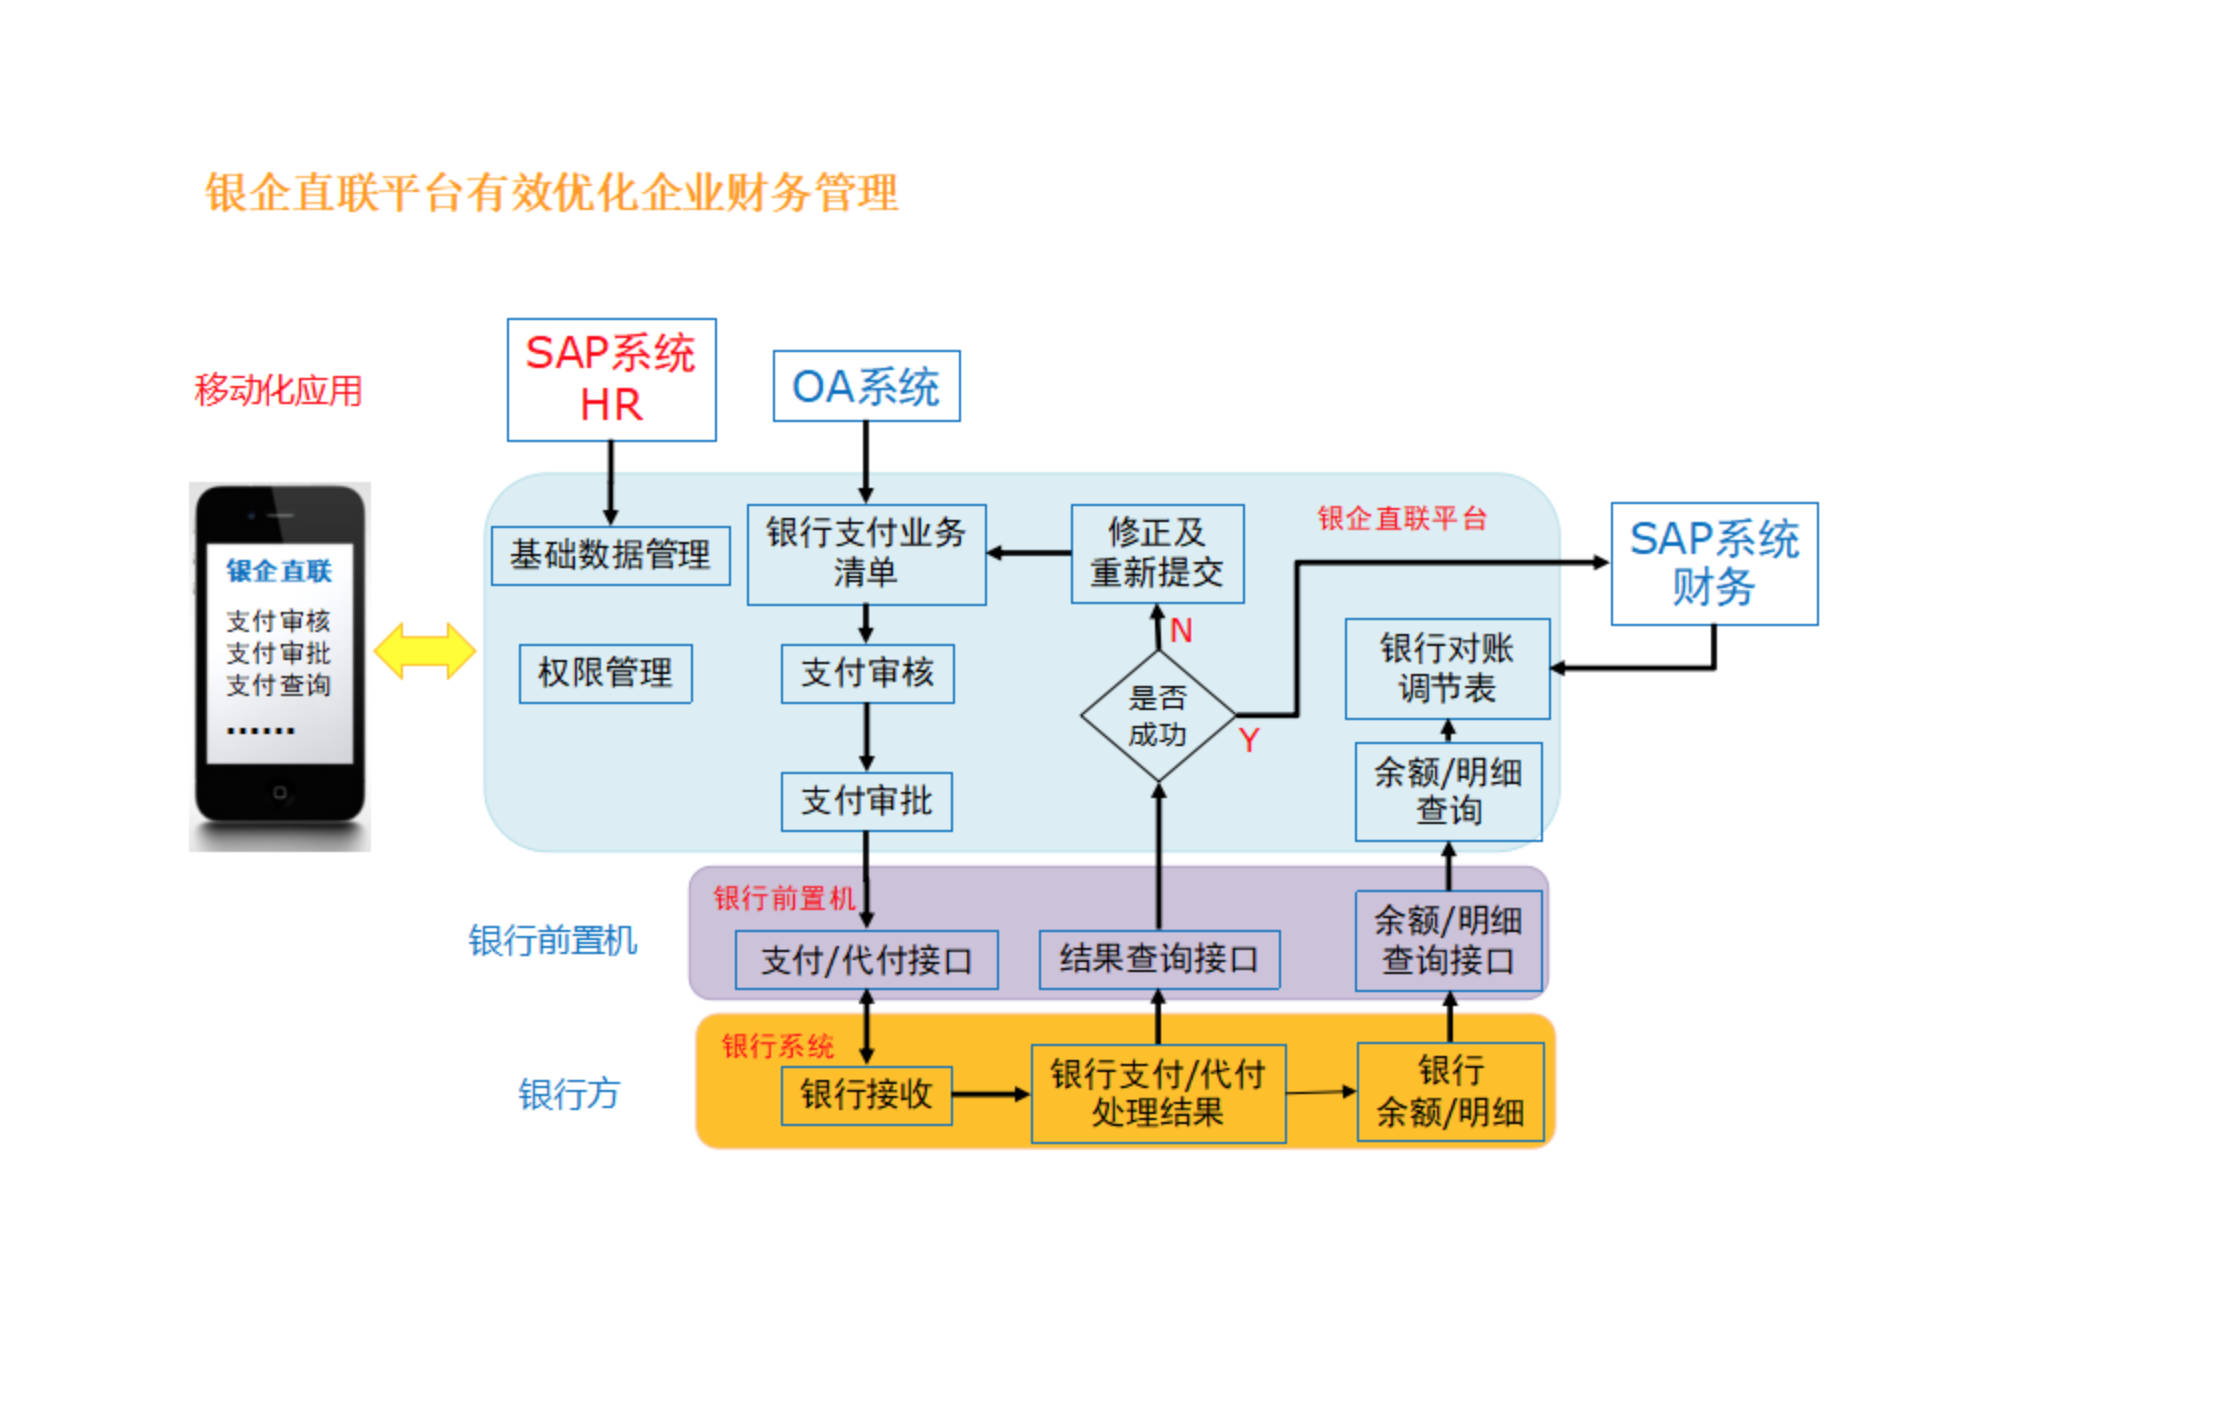 银企直联平台有效优化企业财务管理
移动化应用
SAP系统
HR
OA系统
银企直联
支付审核
支付审批
支付查询
......
基础数据管理
权限管理
银行支付业务
清单
支付审核
支付审批
修正及
重新提交
N
是否
成功
Y
银企直联平台
SAP系统
财务
银行对账
调节表
余额/明细
查询
银行前置机
银行前置机
支付/代付接口
结果查询接口
余额/明细
查询接口
银行方
银行系统
银行接收
银行支付/代付
处理结果
银行
余额/明细